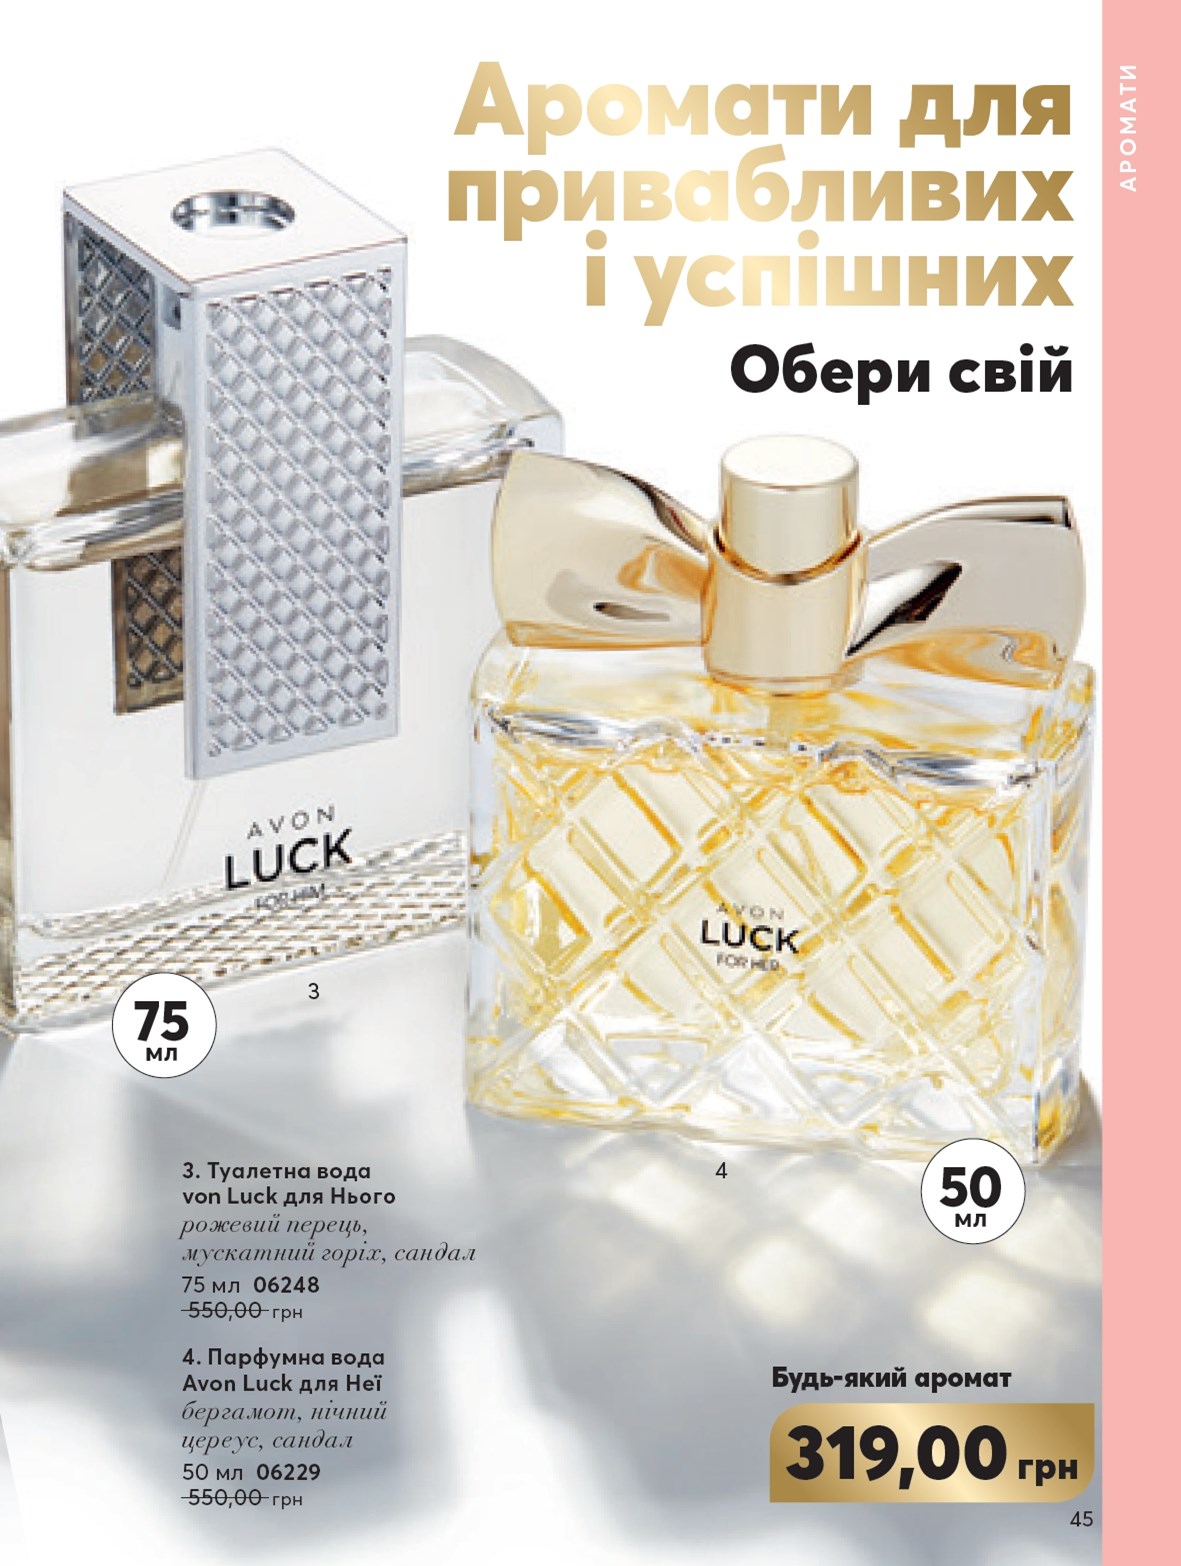 АРОМАТИ
Аромати для
привабливих
і успішних
Обери свій
AVON
LUCK
FOR HIM
AVON
LUCK
FOR HER
3
75
мл
4
50
мл
3. Туалетна вода
von Luck для Нього
рожевий перець,
мускатний горіх, сандал
75 мл 06248
550,00 грн
4. Парфумна вода
Avon Luck для Неї
бергамот, нічний
цереус, сандал
50 мл 06229
550,00 грн
Будь-який аромат
319,00 грн
45